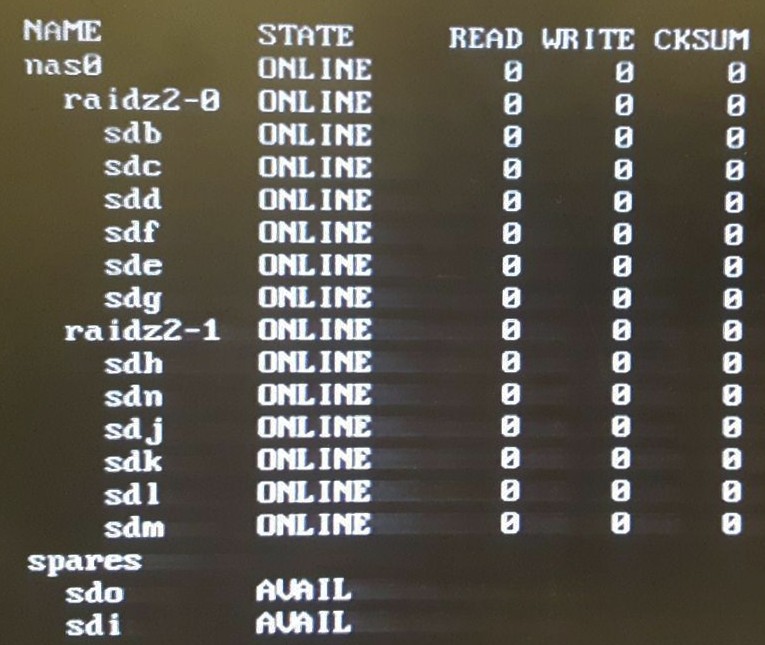 NAME STATE READ WRITE CKSUM
nas0 ONLINE 0 0 0
raidz2-0 ONLINE 0 0 0
sdb ONLINE 0 0 0
sdc ONLINE 0 0 0
sdd ONLINE 0 0 0
sdf ONLINE 0 0 0
sde ONLINE 0 0 0
sdg ONLINE 0 0 0
raidz2-1 ONLINE 0 0 0
sdh ONLINE 0 0 0
sdn ONLINE 0 0 0
sdj ONLINE 0 0 0
sdk ONLINE 0 0 0
sdl ONLINE 0 0 0
sdm ONLINE 0 0 0
spares
sdo AVAIL
sdi AVAIL